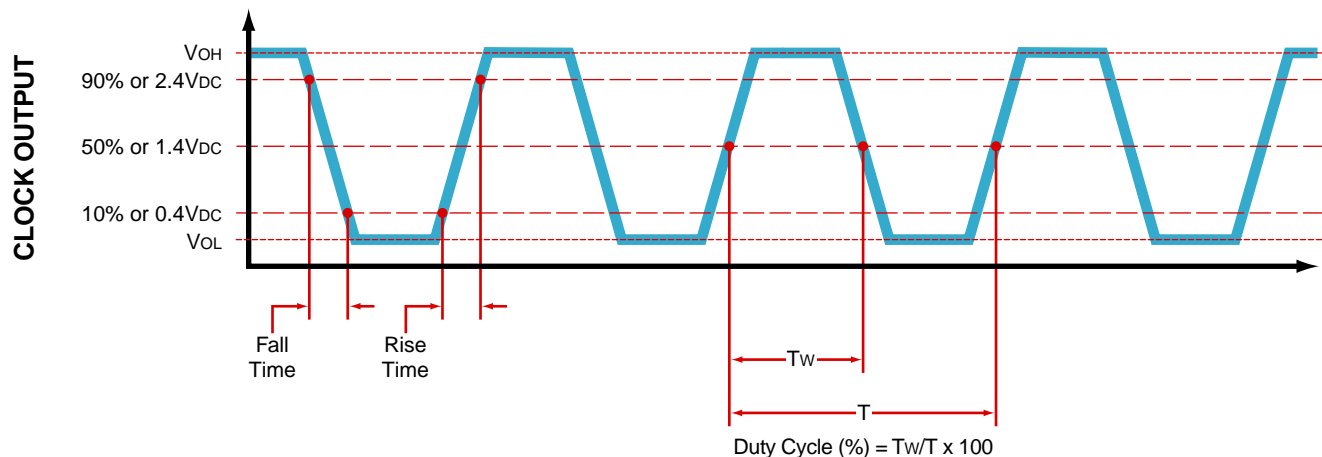 CLOCK OUTPUT
VOH
90% or 2.4VDC
50% or 1.4VDC
10% or 0.4VDC
VOL
Fall
Time
Rise
Time
TW
T
Duty Cycle (%) = TW/T x 100